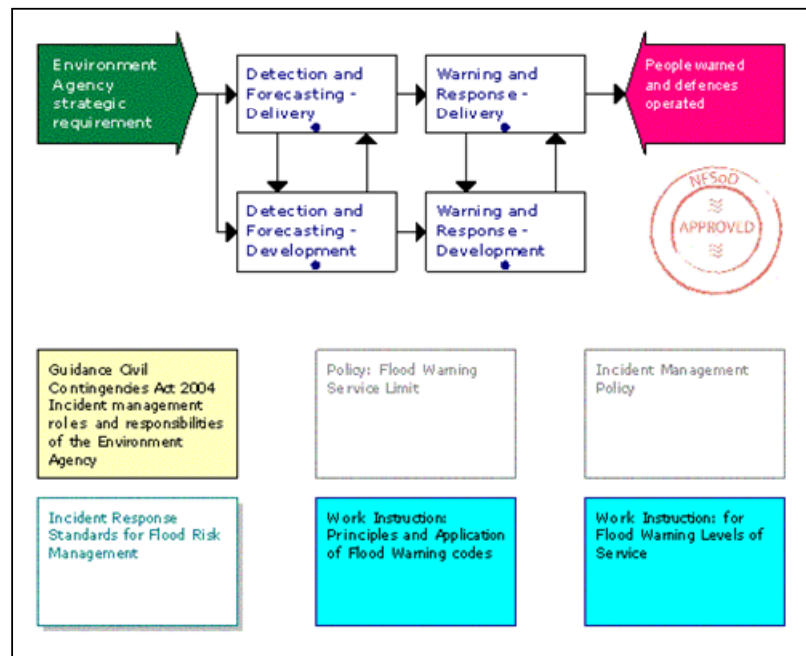 Environment
Agency
strategic
requirement
Detection and
Forecasting -
Delivery
Warning and
Response -
Delivery
People warned
and defences
operated
Detection and
Forecasting -
Development
Warning and
Response -
Development
NFSoD
APPROVED
Guidance Civil
Contingencies Act 2004
Incident management
roles and responsibilities
of the Environment
Agency
Policy: Flood Warning
Service Limit
Incident Management
Policy
Incident Response
Standards for Flood Risk
Management
Work Instruction:
Principles and Application
of Flood Warning codes
Work Instruction: for
Flood Warning Levels of
Service